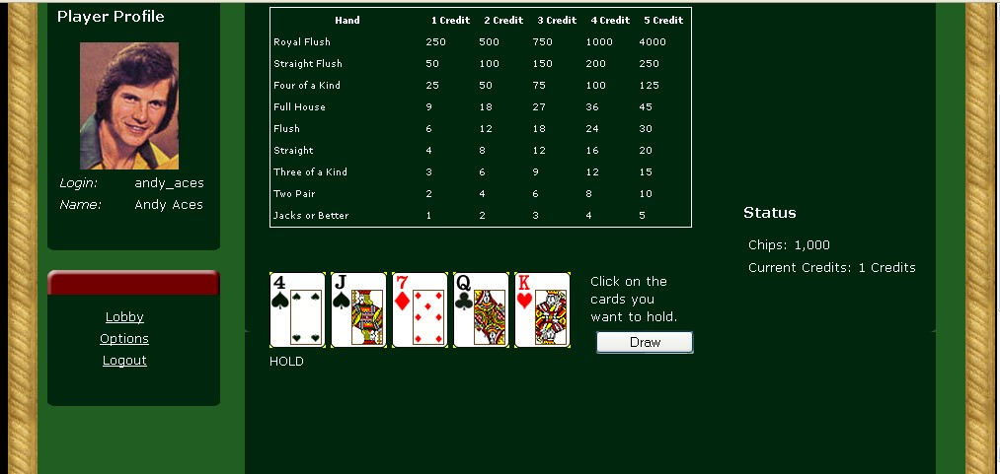 Player Profile
Login: andy_aces
Name: Andy Aces
Lobby
Options
Logout
Hand 1 Credit 2 Credit 3 Credit 4 Credit 5 Credit
Royal Flush 250 500 750 1000 4000
Straight Flush 50 100 150 200 250
Four of a Kind 25 50 75 100 125
Full House 9 18 27 36 45
Flush 6 12 18 24 30
Straight 4 8 12 16 20
Three of a Kind 3 6 9 12 15
Two Pair 2 4 6 8 10
Jacks or Better 1 2 3 4 5
4 J 7 Q K
HOLD
Click on the
cards you
want to hold.
Draw
Status
Chips: 1,000
Current Credits: 1 Credits